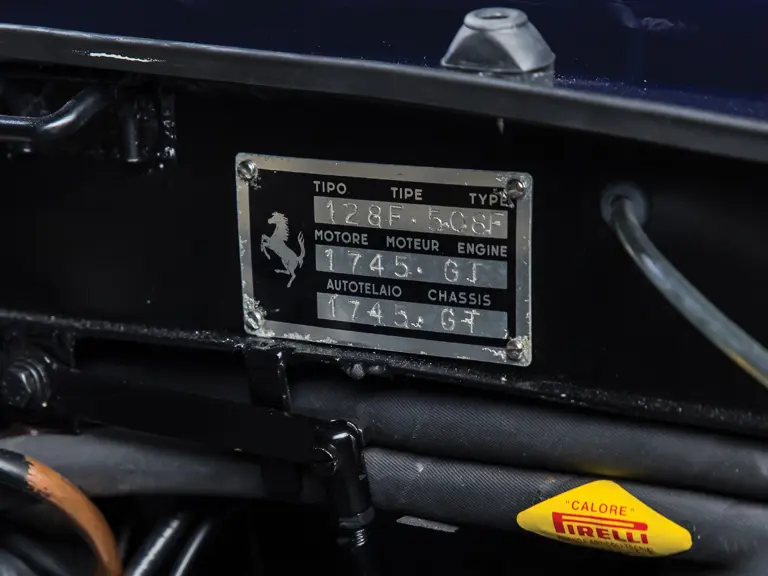 TIPO TIPE TYPE
128F·508F
MOTORE MOTEUR ENGINE
1745·GT
AUTOTELAIO CHASSIS
1745·GT
"CALORE"
PIRELLI